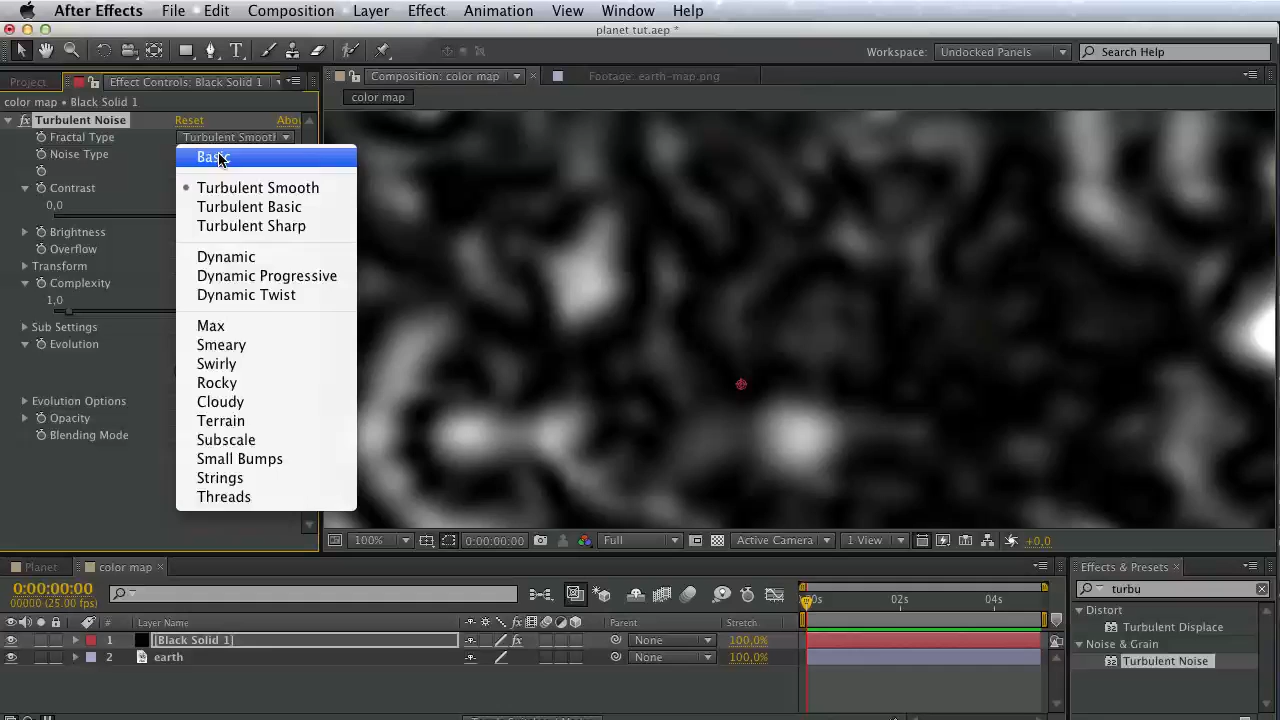 After Effects File Edit Composition Layer Effect Animation View Window Help
planet tut.aep *
Workspace: Undocked Panels Search Help
Project Effect Controls: Black Solid 1 Composition: color map Footage: earth-map.png
color map • Black Solid 1 color map
fx Turbulent Noise Reset Abou
Fractal Type Turbulent Smooth
Noise Type
Basic
Contrast
Turbulent Smooth
0,0
Turbulent Basic
Turbulent Sharp
Brightness
Overflow
Dynamic
Transform
Dynamic Progressive
Complexity
Dynamic Twist
1,0
Max
Sub Settings
Smeary
Evolution
Swirly
Rocky
Cloudy
Evolution Options
Terrain
Opacity
Subscale
Blending Mode
Small Bumps
Strings
Threads
100% 0:00:00:00 Full Active Camera 1 View +0,0
Planet color map Effects & Presets
0:00:00:00
00000 (25.00 fps)
turbu
0s 02s 04s
Distort
# Layer Name fx Parent Stretch
Turbulent Displace
1 [Black Solid 1] fx None 100,0%
Noise & Grain
2 earth None 100,0%
Turbulent Noise